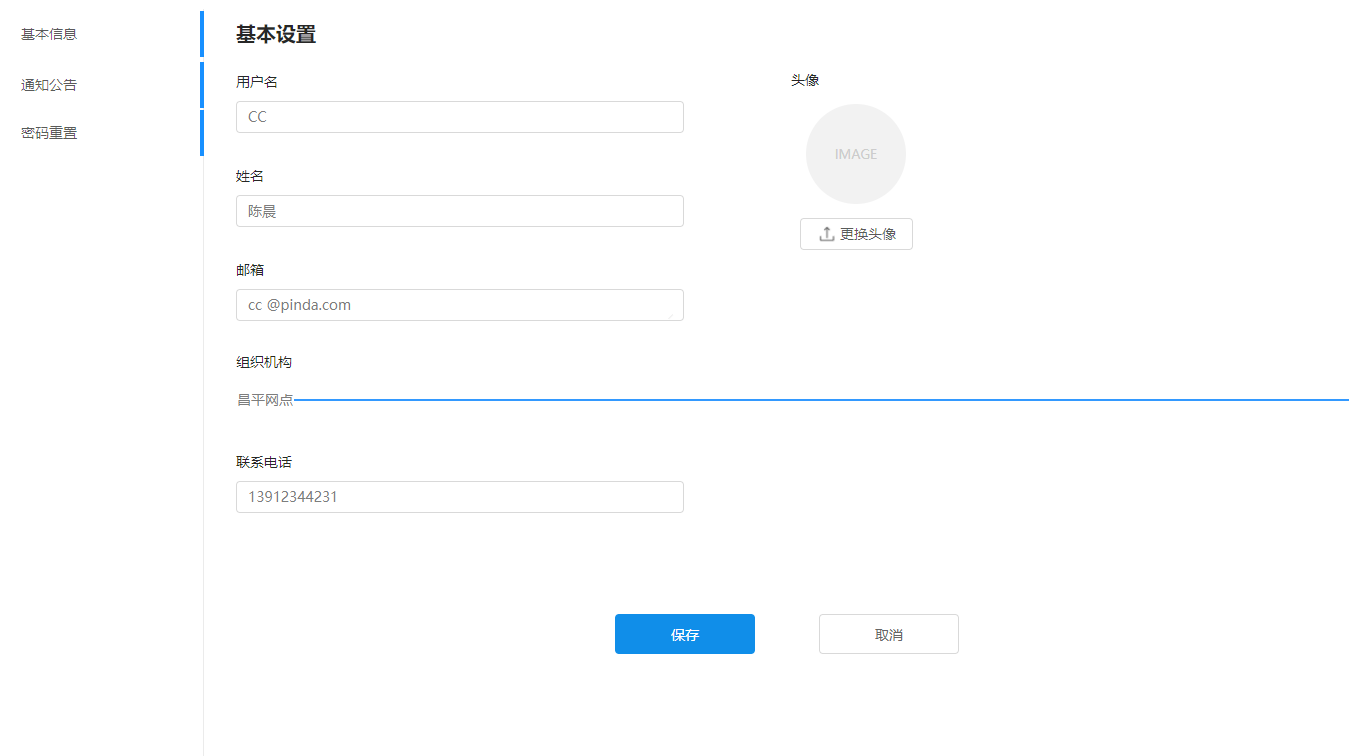 基本信息
通知公告
密码重置
基本设置
用户名
CC
姓名
陈晨
邮箱
cc @pinda.com
组织机构
昌平网点
联系电话
13912344231
头像
IMAGE
更换头像
保存
取消